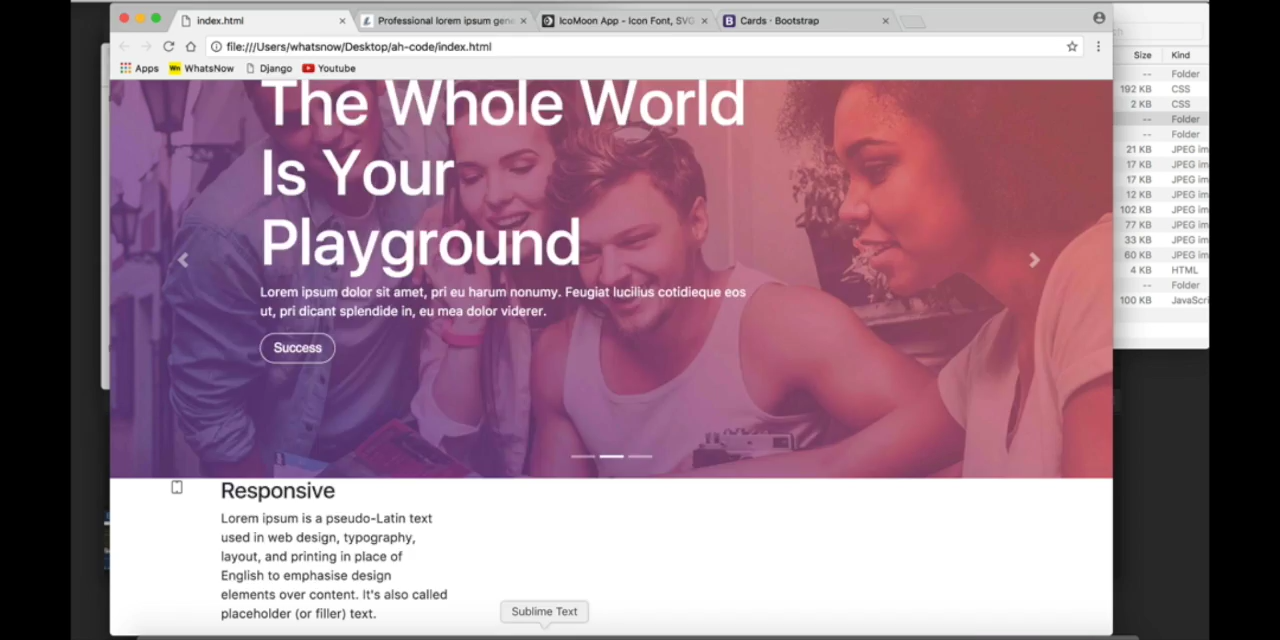 index.html
Professional lorem ipsum gene
IcoMoon App - Icon Font, SVG
Cards · Bootstrap
file:///Users/whatsnow/Desktop/ah-code/index.html
Apps
Wn WhatsNow
Django
Youtube
Size Kind
-- Folder
192 KB CSS
2 KB CSS
-- Folder
-- Folder
21 KB JPEG im
17 KB JPEG im
17 KB JPEG im
12 KB JPEG im
102 KB JPEG im
77 KB JPEG im
33 KB JPEG im
60 KB JPEG im
4 KB HTML
-- Folder
100 KB JavaScri
The Whole World
Is Your
Playground
Lorem ipsum dolor sit amet, pri eu harum nonumy. Feugiat lucilius cotidieque eos
ut, pri dicant splendide in, eu mea dolor viderer.
Success
Responsive
Lorem ipsum is a pseudo-Latin text
used in web design, typography,
layout, and printing in place of
English to emphasise design
elements over content. It's also called
placeholder (or filler) text.
Sublime Text